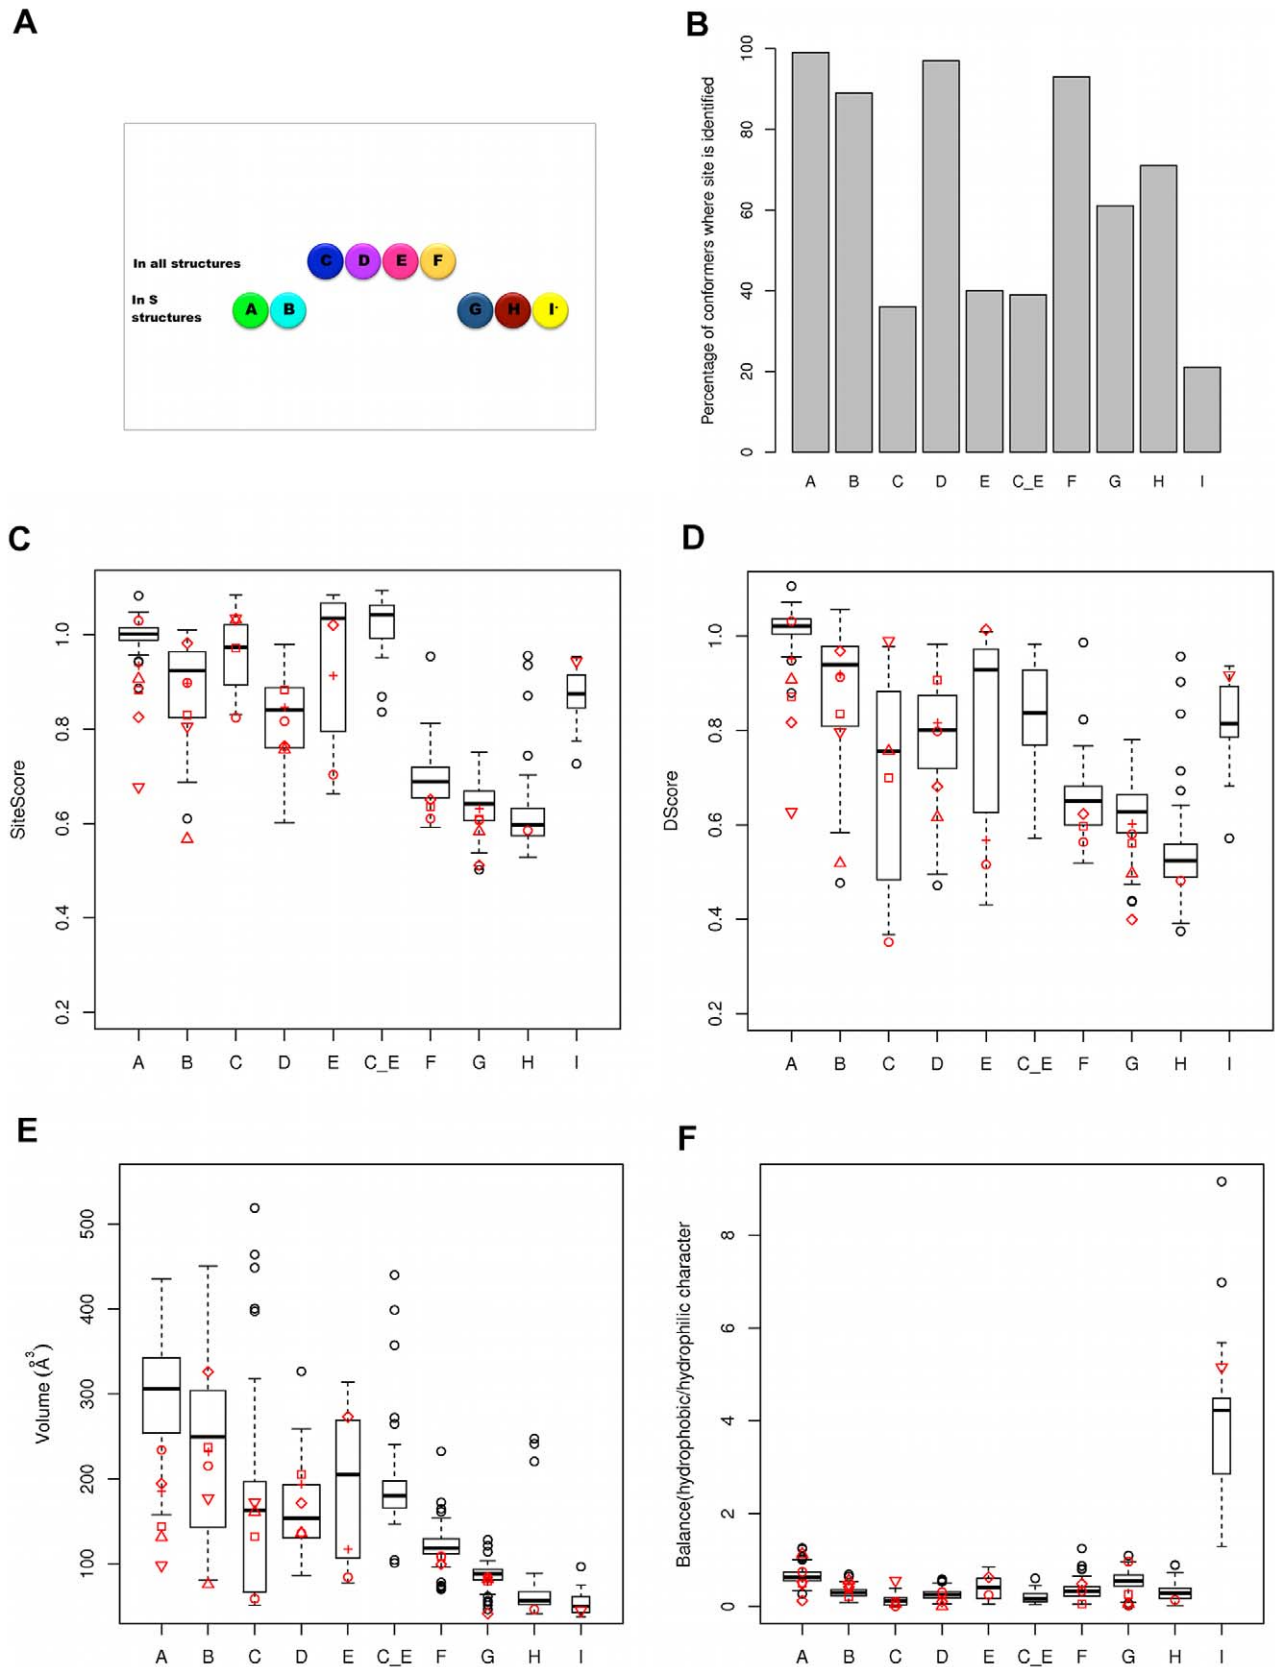 A
In all structures
C D E F
In S
structures
A B
G H I
B
Percentage of conformers where site is identified
100
80
60
40
20
0
A B C D E C_E F G H I
C
SiteScore
1.0
0.8
0.6
0.4
0.2
A B C D E C_E F G H I
D
DScore
1.0
0.8
0.6
0.4
0.2
A B C D E C_E F G H I
E
Volume (Å³)
500
400
300
200
100
A B C D E C_E F G H I
F
Balance(hydrophobic/hydrophilic character
8
6
4
2
0
A B C D E C_E F G H I